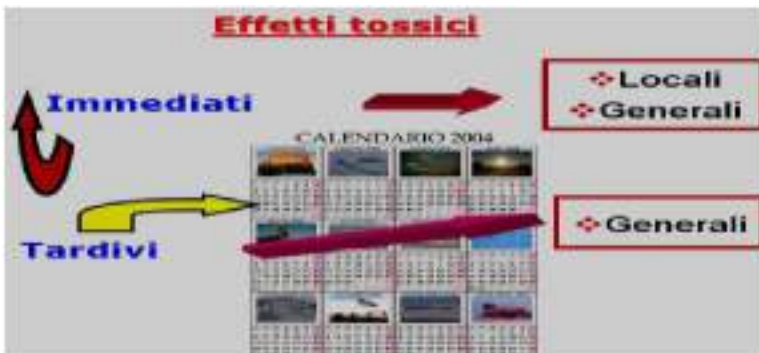 Effetti tossici
Immediati
Locali
Generali
CALENDARIO 2004
Generali
Tardivi